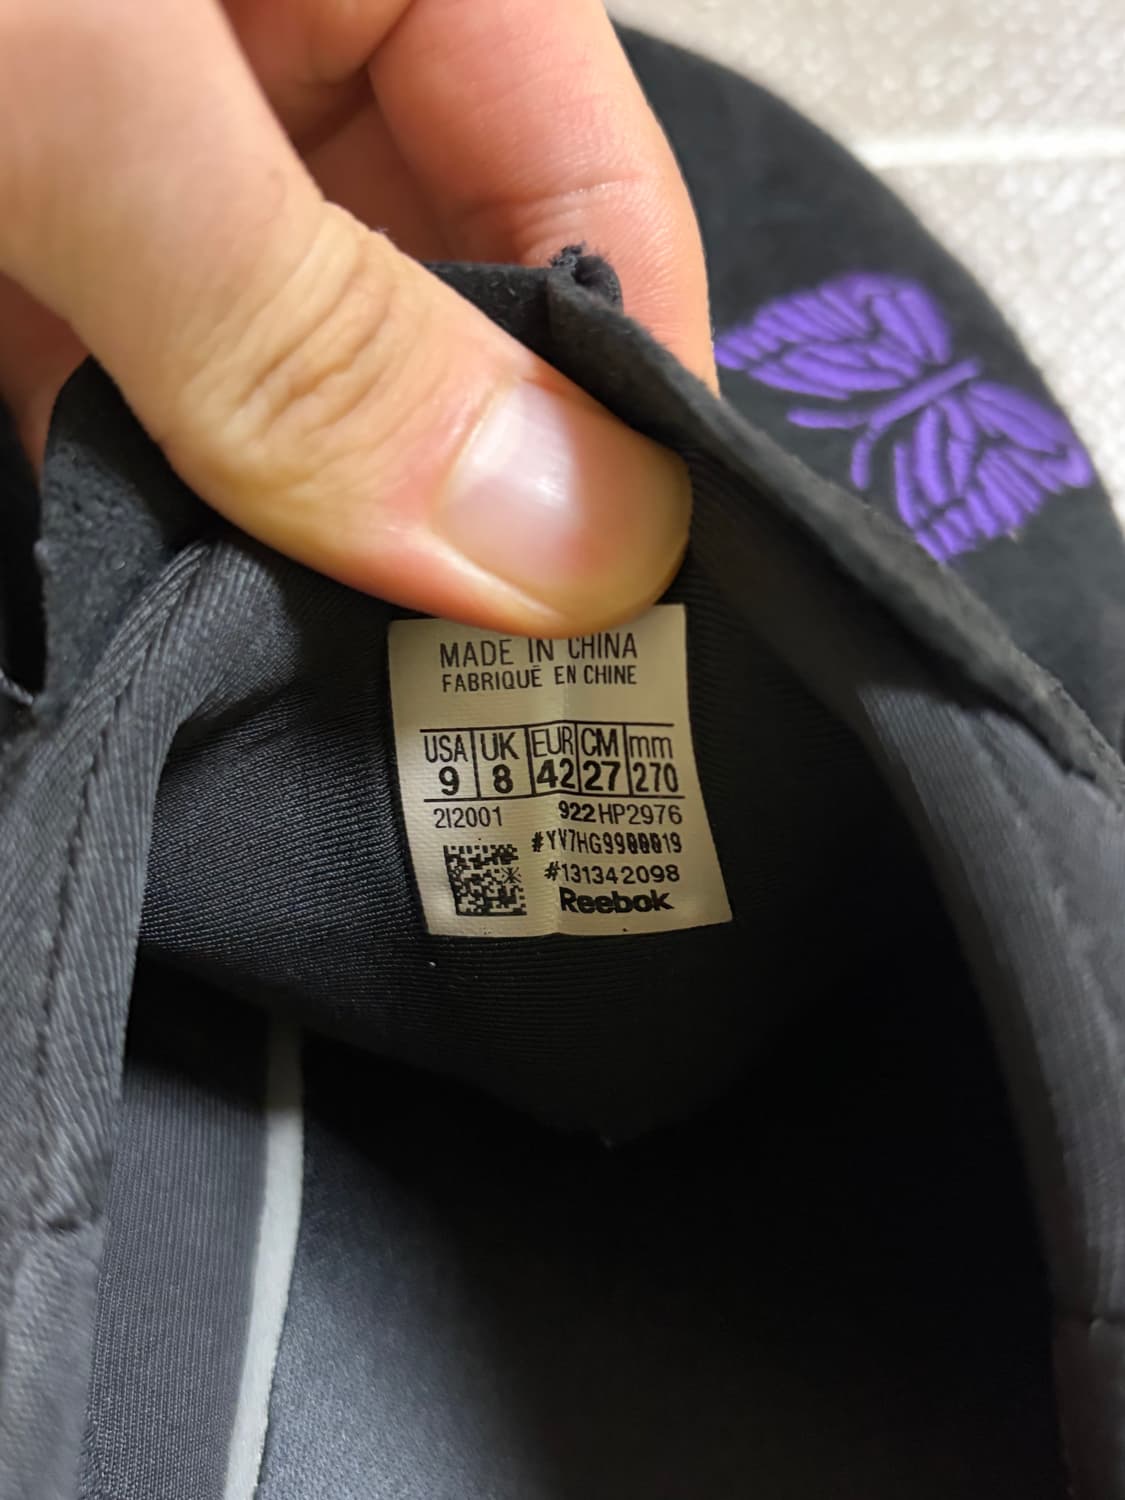 MADE IN CHINA
FABRIQUÉ EN CHINE
USA UK EUR CM mm
9 8 42 27 270
2I2001 922 HP2976
#YV7HG9900019
#131342098
Reebok